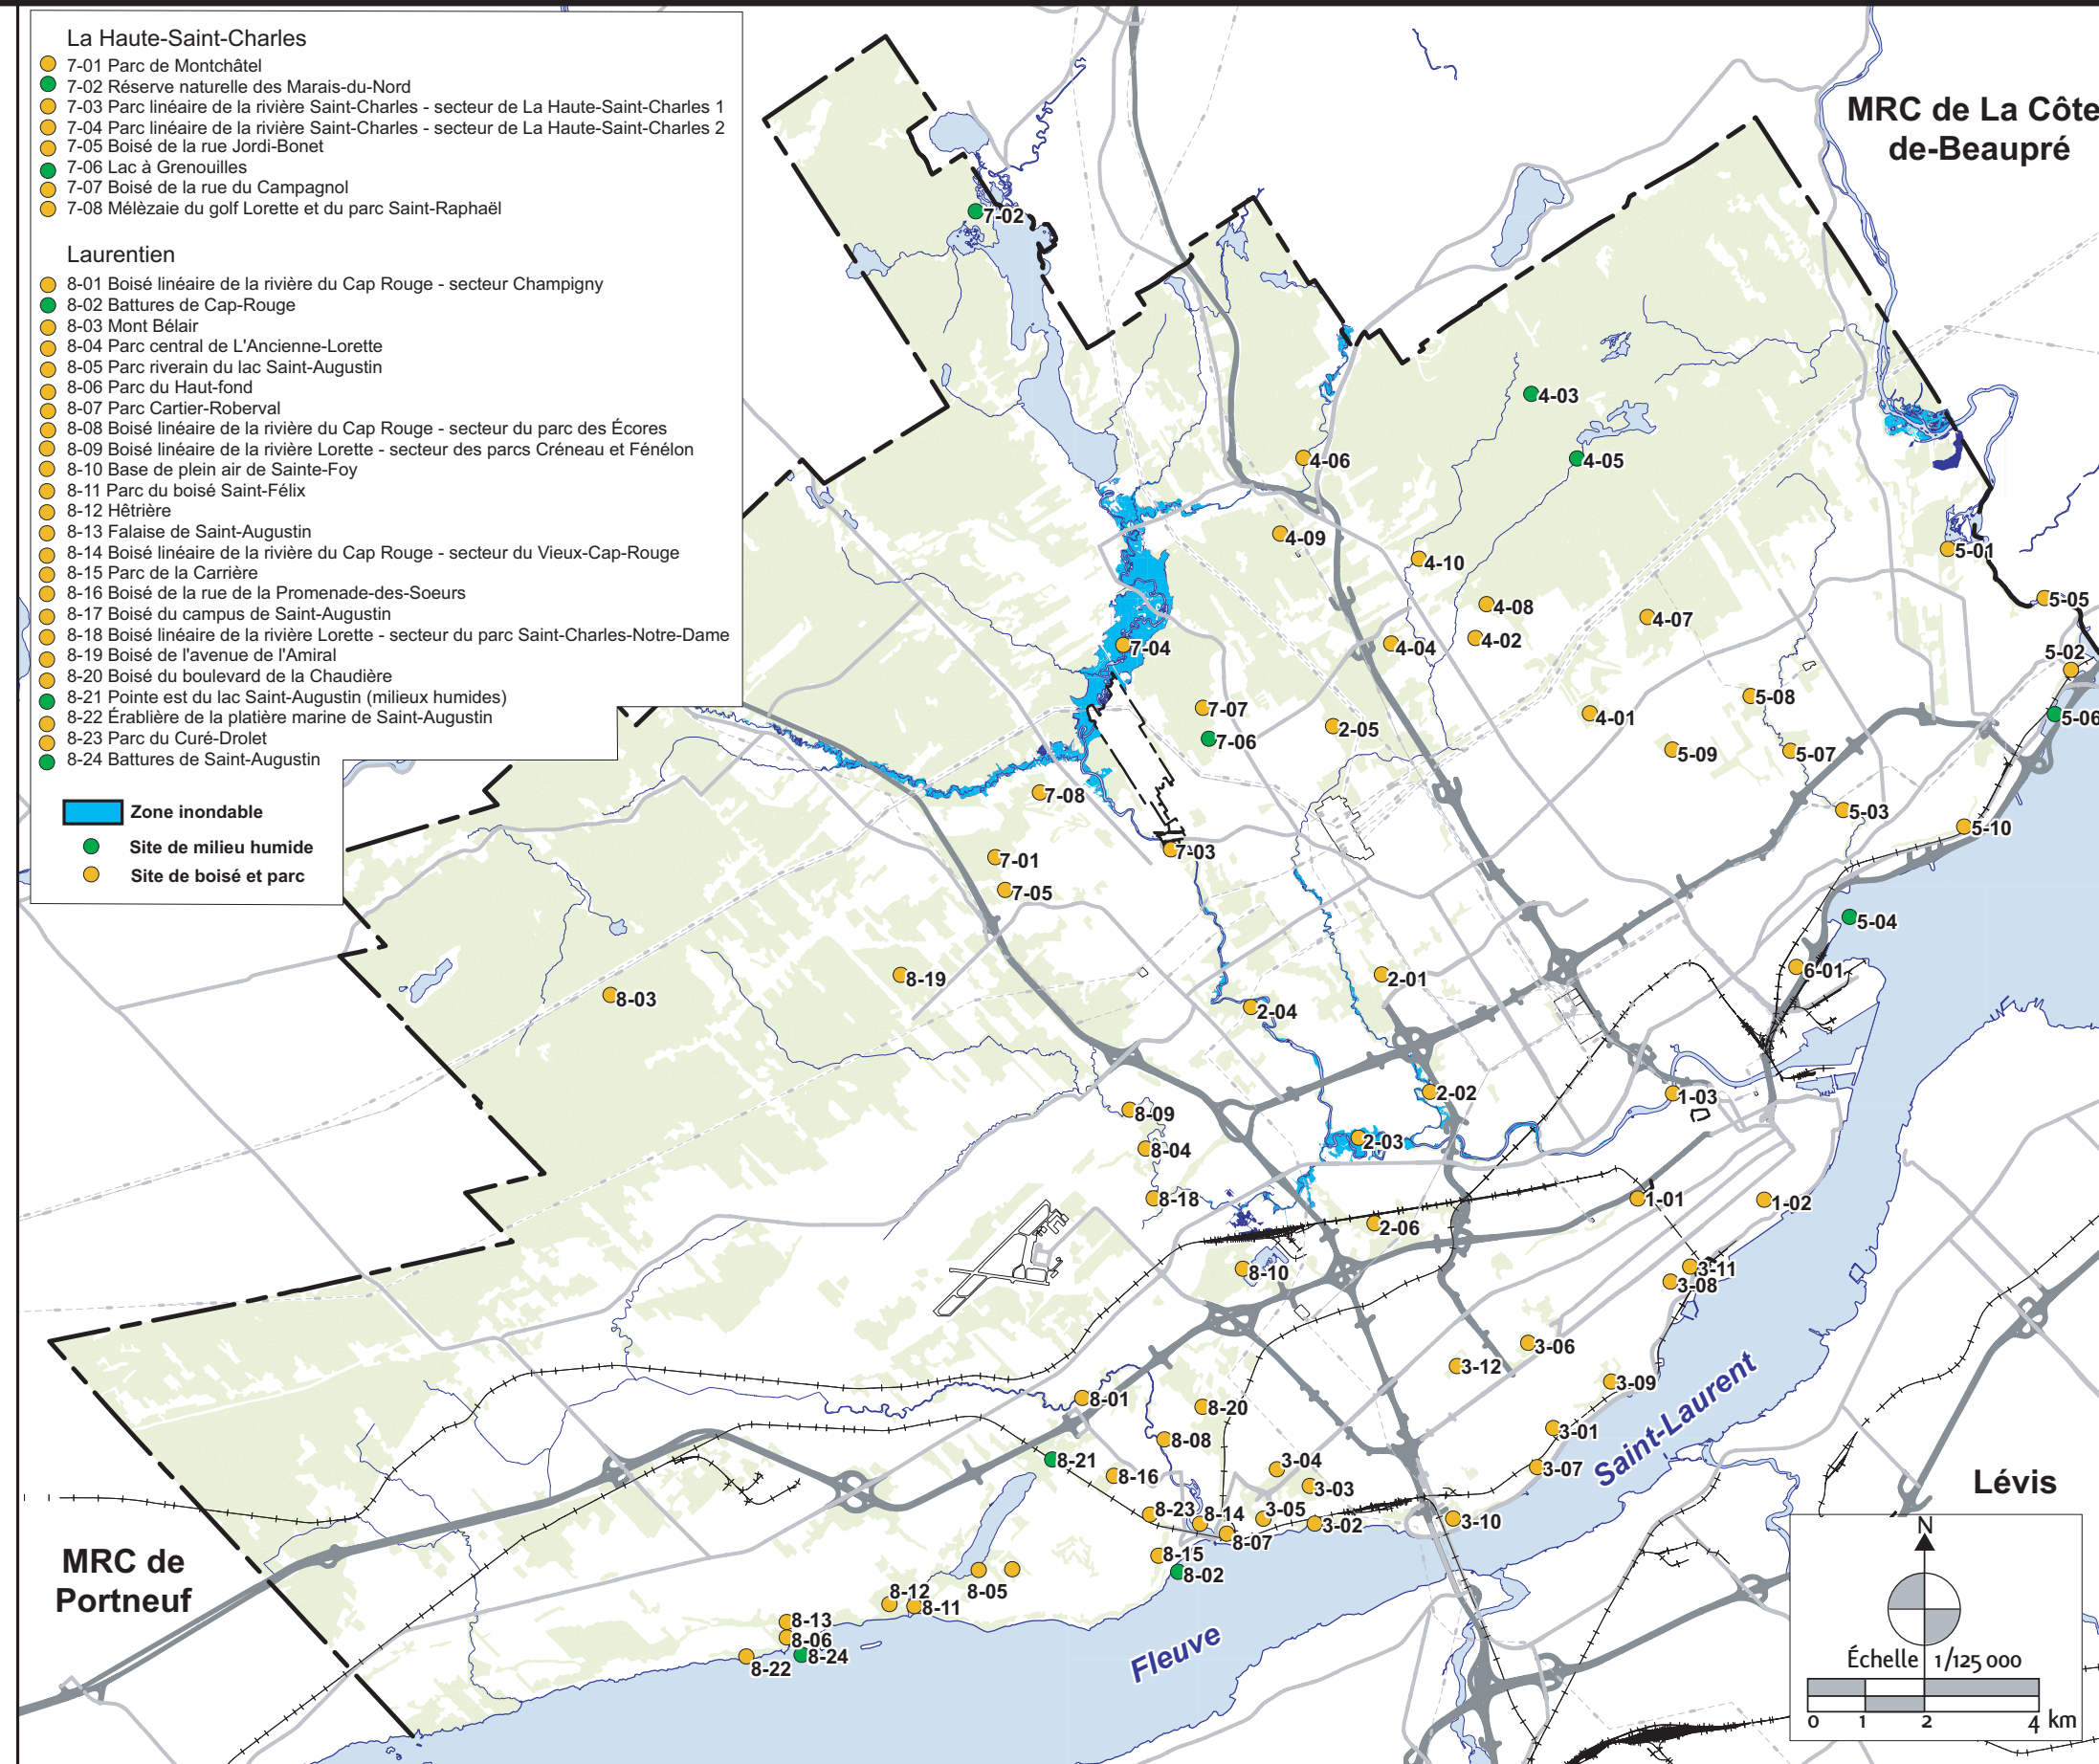 La Haute-Saint-Charles
7-01 Parc de Montchâtel
7-02 Réserve naturelle des Marais-du-Nord
7-03 Parc linéaire de la rivière Saint-Charles - secteur de La Haute-Saint-Charles 1
7-04 Parc linéaire de la rivière Saint-Charles - secteur de La Haute-Saint-Charles 2
7-05 Boisé de la rue Jordi-Bonet
7-06 Lac à Grenouilles
7-07 Boisé de la rue du Campagnol
7-08 Mélèzaie du golf Lorette et du parc Saint-Raphaël
Laurentien
8-01 Boisé linéaire de la rivière du Cap Rouge - secteur Champigny
8-02 Battures de Cap-Rouge
8-03 Mont Bélair
8-04 Parc central de L'Ancienne-Lorette
8-05 Parc riverain du lac Saint-Augustin
8-06 Parc du Haut-fond
8-07 Parc Cartier-Roberval
8-08 Boisé linéaire de la rivière du Cap Rouge - secteur du parc des Écores
8-09 Boisé linéaire de la rivière Lorette - secteur des parcs Créneau et Fénélon
8-10 Base de plein air de Sainte-Foy
8-11 Parc du boisé Saint-Félix
8-12 Hêtrière
8-13 Falaise de Saint-Augustin
8-14 Boisé linéaire de la rivière du Cap Rouge - secteur du Vieux-Cap-Rouge
8-15 Parc de la Carrière
8-16 Boisé de la rue de la Promenade-des-Soeurs
8-17 Boisé du campus de Saint-Augustin
8-18 Boisé linéaire de la rivière Lorette - secteur du parc Saint-Charles-Notre-Dame
8-19 Boisé de l'avenue de l'Amiral
8-20 Boisé du boulevard de la Chaudière
8-21 Pointe est du lac Saint-Augustin (milieux humides)
8-22 Érablière de la platière marine de Saint-Augustin
8-23 Parc du Curé-Drolet
8-24 Battures de Saint-Augustin
Zone inondable
Site de milieu humide
Site de boisé et parc
MRC de La Côte
de-Beaupré
7-02
4-03
4-06
4-05
4-09
5-01
4-10
5-05
4-08
4-07
4-02
4-04
7-04
5-02
5-08
7-07
4-01
5-06
2-05
7-06
5-09
5-07
7-08
5-03
5-10
7-03
7-01
7-05
5-04
6-01
8-19
2-01
8-03
2-04
2-02
1-03
8-09
2-03
8-04
8-18
1-01
1-02
2-06
8-10
3-11
3-08
3-06
3-12
3-09
8-01
8-20
3-01
8-08
8-21
3-04
3-07
8-16
3-03
8-23
8-14
3-05
3-02
3-10
8-07
8-15
8-02
8-05
8-12
8-11
8-13
8-06
8-24
8-22
Saint-Laurent
Fleuve
Lévis
MRC de
Portneuf
N
Échelle 1/125 000
0 1 2 4 km